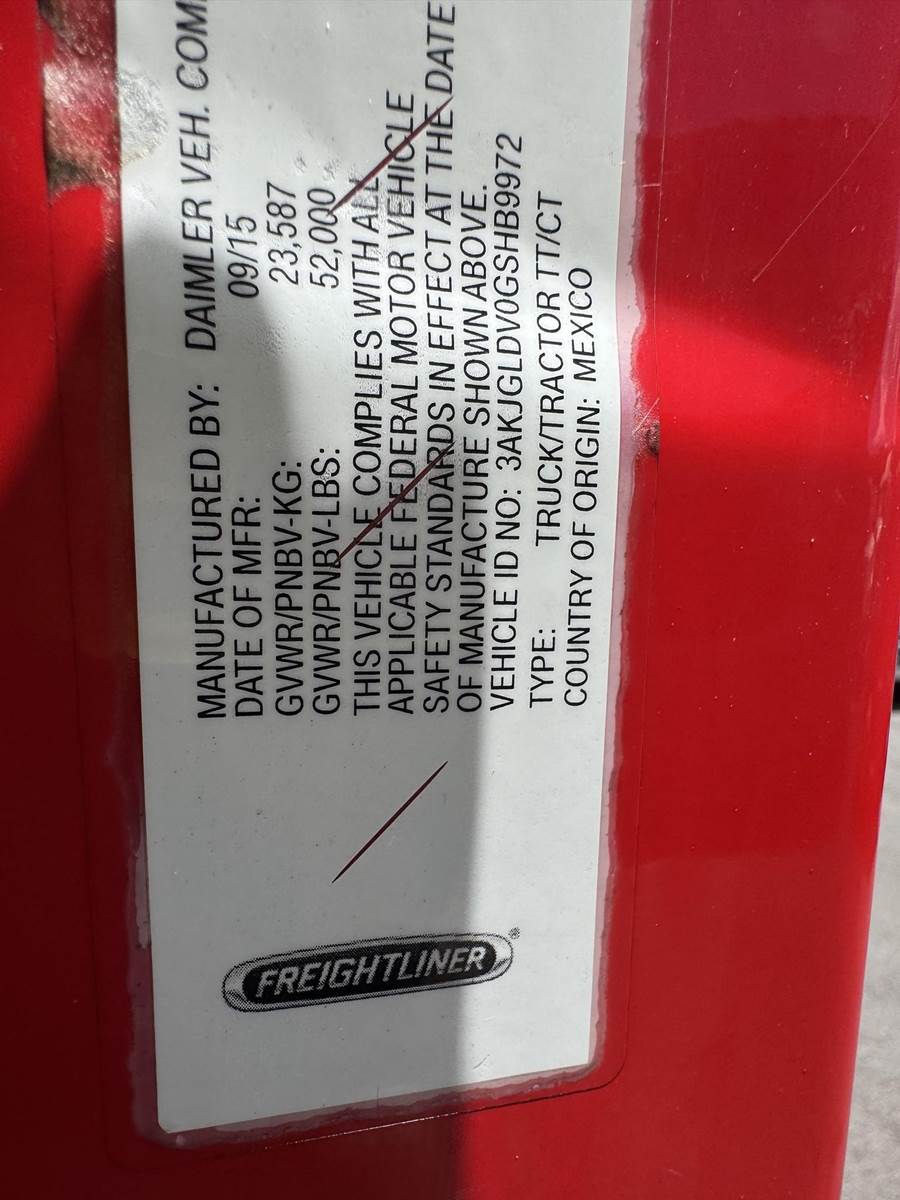 FREIGHTLINER®
MANUFACTURED BY: DAIMLER VEH. COM
DATE OF MFR: 09/15
GVWR/PNBV-KG: 23,587
GVWR/PNBV-LBS: 52,000
THIS VEHICLE COMPLIES WITH ALL
APPLICABLE FEDERAL MOTOR VEHICLE
SAFETY STANDARDS IN EFFECT AT THE DATE
OF MANUFACTURE SHOWN ABOVE.
VEHICLE ID NO: 3AKJGLDV0GSHB9972
TYPE: TRUCK/TRACTOR TT/CT
COUNTRY OF ORIGIN: MEXICO